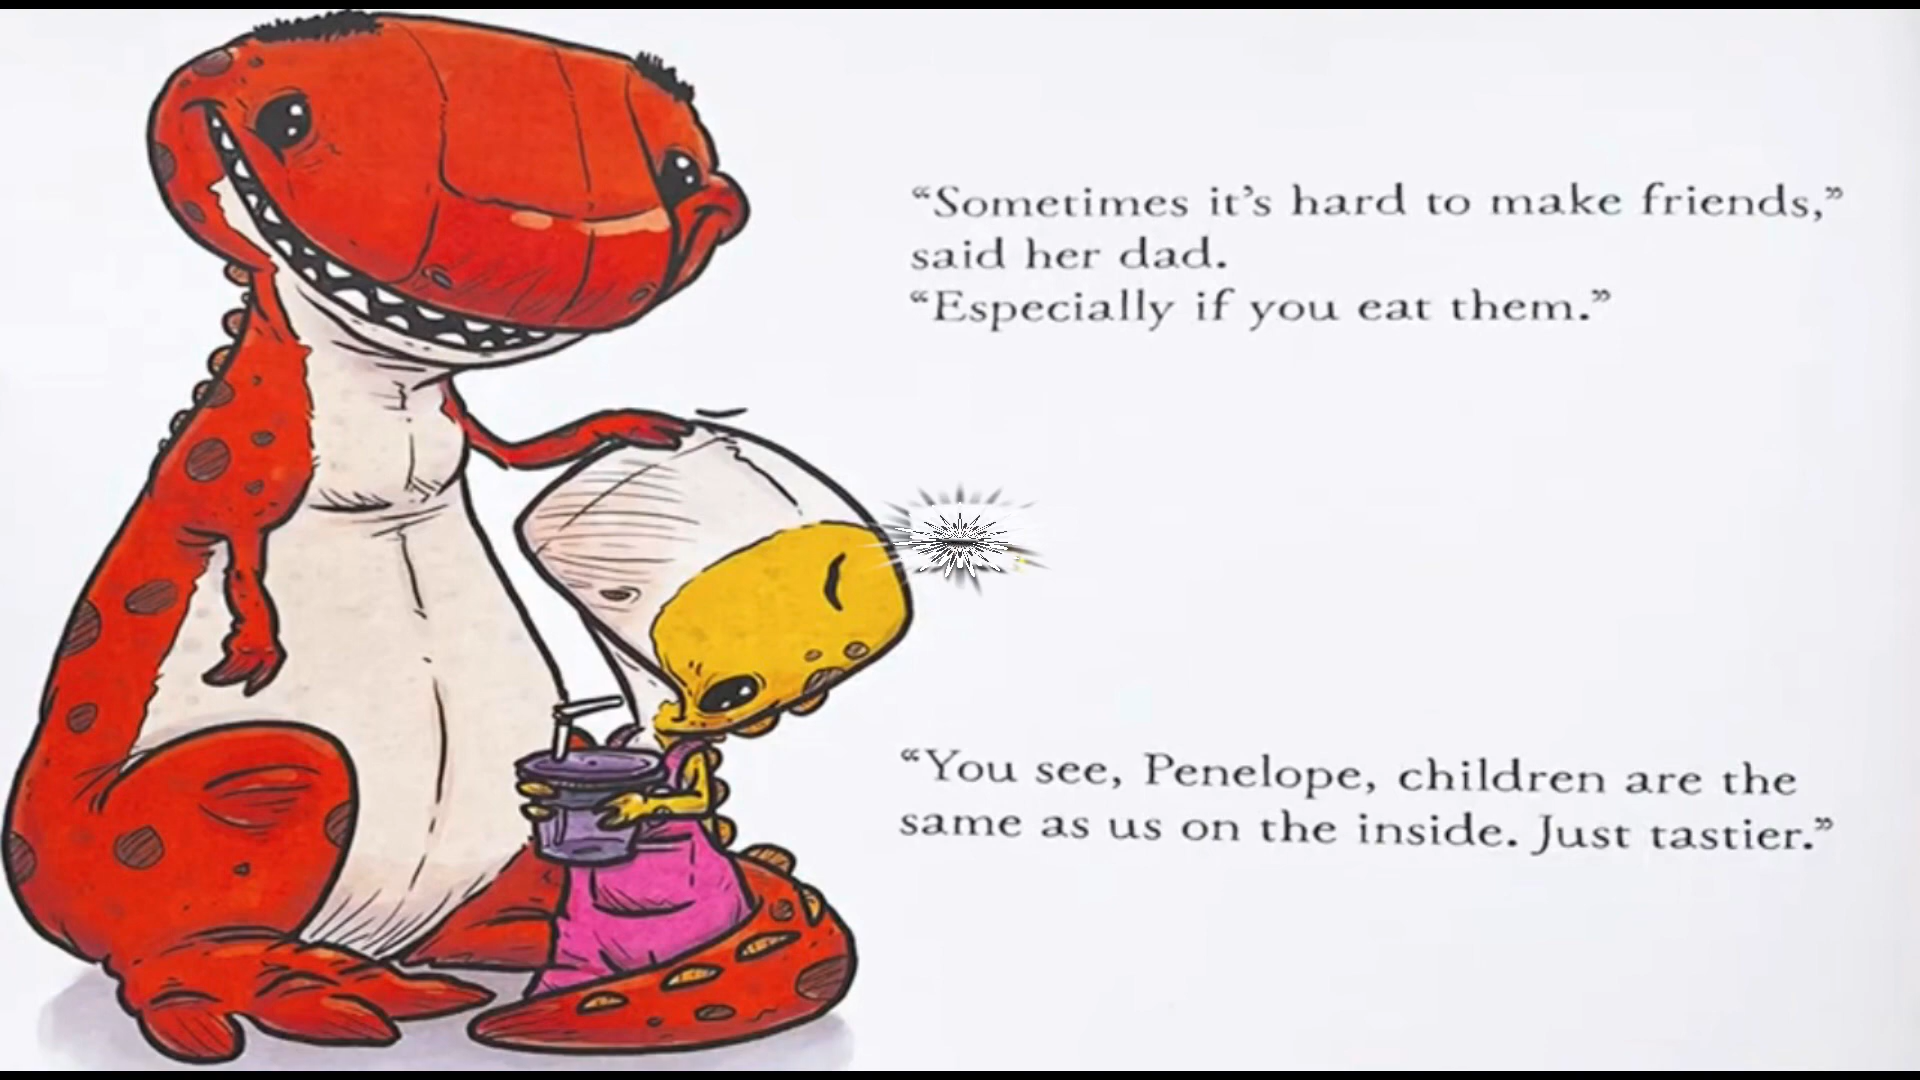 “Sometimes it’s hard to make friends,”
said her dad.
“Especially if you eat them.”
“You see, Penelope, children are the
same as us on the inside. Just tastier.”